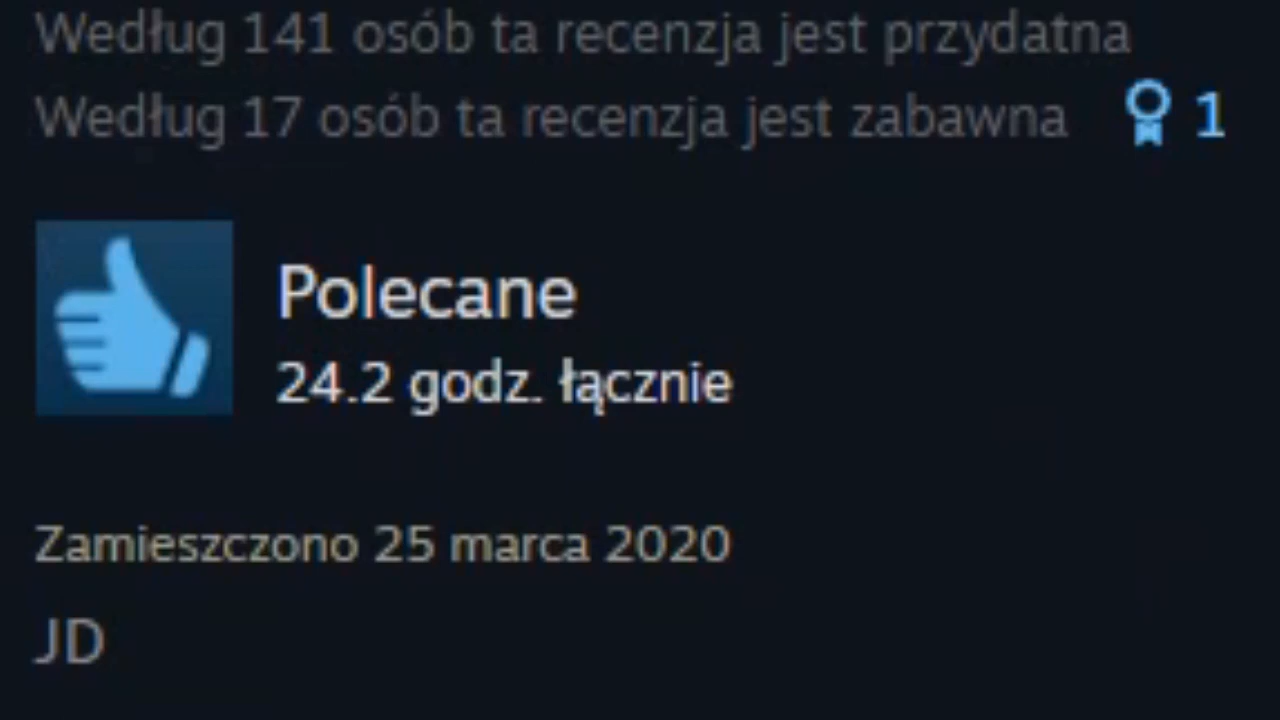 Według 141 osób ta recenzja jest przydatna
Według 17 osób ta recenzja jest zabawna 1
Polecane
24.2 godz. łącznie
Zamieszczono 25 marca 2020
JD